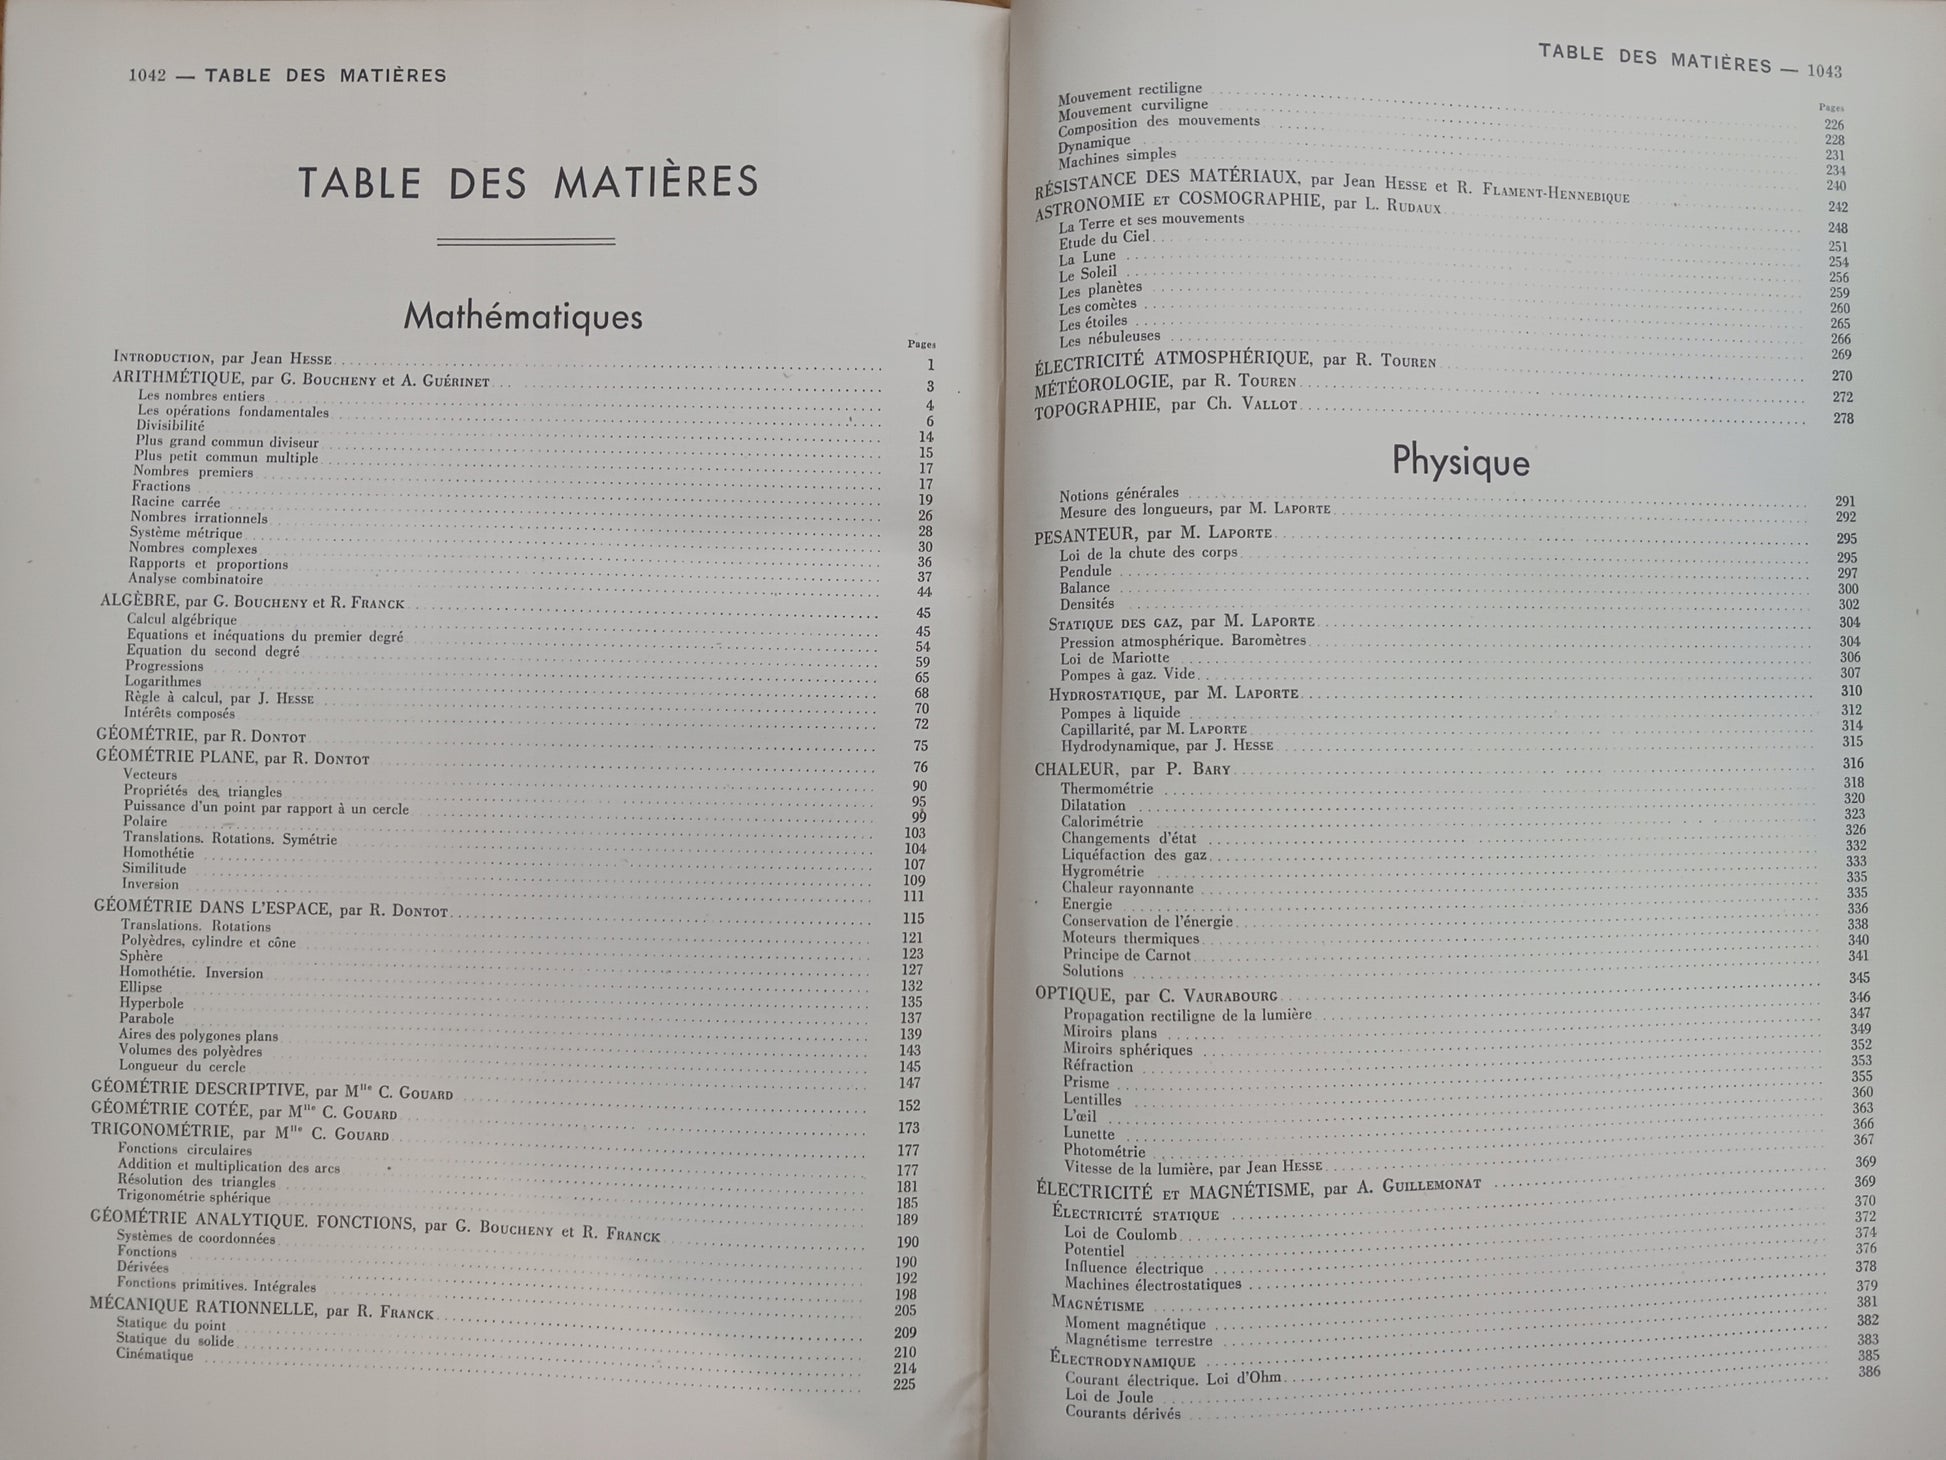 1042 — TABLE DES MATIÈRES
TABLE DES MATIÈRES
Mathématiques
Pages
INTRODUCTION, par Jean HESSE 1
ARITHMÉTIQUE, par G. BOUCHENY et A. GUÉRINET 3
Les nombres entiers 4
Les opérations fondamentales 6
Divisibilité 14
Plus grand commun diviseur 15
Plus petit commun multiple 17
Nombres premiers 17
Fractions 19
Racine carrée 26
Nombres irrationnels 28
Système métrique 30
Nombres complexes 36
Rapports et proportions 37
Analyse combinatoire 44
ALGÈBRE, par G. BOUCHENY et R. FRANCK 45
Calcul algébrique 45
Equations et inéquations du premier degré 54
Equation du second degré 59
Progressions 65
Logarithmes 68
Règle à calcul, par J. HESSE 70
Intérêts composés 72
GÉOMÉTRIE, par R. DONTOT 75
GÉOMÉTRIE PLANE, par R. DONTOT 76
Vecteurs 90
Propriétés des triangles 95
Puissance d'un point par rapport à un cercle 99
Polaire 103
Translations. Rotations. Symétrie 104
Homothétie 107
Similitude 109
Inversion 111
GÉOMÉTRIE DANS L'ESPACE, par R. DONTOT 115
Translations. Rotations 121
Polyèdres, cylindre et cône 123
Sphère 127
Homothétie. Inversion 132
Ellipse 135
Hyperbole 137
Parabole 139
Aires des polygones plans 143
Volumes des polyèdres 145
Longueur du cercle 147
GÉOMÉTRIE DESCRIPTIVE, par Mlle C. GOUARD 152
GÉOMÉTRIE COTÉE, par Mlle C. GOUARD 173
TRIGONOMÉTRIE, par Mlle C. GOUARD 177
Fonctions circulaires 177
Addition et multiplication des arcs 181
Résolution des triangles 185
Trigonométrie sphérique 189
GÉOMÉTRIE ANALYTIQUE. FONCTIONS, par G. BOUCHENY et R. FRANCK 190
Systèmes de coordonnées 190
Fonctions 192
Dérivées 198
Fonctions primitives. Intégrales 205
MÉCANIQUE RATIONNELLE, par R. FRANCK 209
Statique du point 210
Statique du solide 214
Cinématique 225
TABLE DES MATIÈRES — 1043
Pages
Mouvement rectiligne 226
Mouvement curviligne 228
Composition des mouvements 231
Dynamique 234
Machines simples 240
RÉSISTANCE DES MATÉRIAUX, par Jean HESSE et R. FLAMENT-HENNEBIQUE 242
ASTRONOMIE ET COSMOGRAPHIE, par L. RUDAUX 248
La Terre et ses mouvements 251
Etude du Ciel 254
La Lune 256
Le Soleil 259
Les planètes 260
Les comètes 265
Les étoiles 266
Les nébuleuses 269
ÉLECTRICITÉ ATMOSPHÉRIQUE, par R. TOUREN 270
MÉTÉOROLOGIE, par R. TOUREN 272
TOPOGRAPHIE, par Ch. VALLOT 278
Physique
Notions générales 291
Mesure des longueurs, par M. LAPORTE 292
PESANTEUR, par M. LAPORTE 295
Loi de la chute des corps 295
Pendule 297
Balance 300
Densités 302
STATIQUE DES GAZ, par M. LAPORTE 304
Pression atmosphérique. Baromètres 304
Loi de Mariotte 306
Pompes à gaz. Vide 307
HYDROSTATIQUE, par M. LAPORTE 310
Pompes à liquide 312
Capillarité, par M. LAPORTE 314
Hydrodynamique, par J. HESSE 315
CHALEUR, par P. BARY 316
Thermométrie 318
Dilatation 320
Calorimétrie 323
Changements d'état 326
Liquéfaction des gaz 332
Hygrométrie 333
Chaleur rayonnante 335
Energie 335
Conservation de l'énergie 336
Moteurs thermiques 338
Principe de Carnot 340
Solutions 341
OPTIQUE, par C. VAURABOURG 345
Propagation rectiligne de la lumière 346
Miroirs plans 347
Miroirs sphériques 349
Réfraction 352
Prisme 353
Lentilles 355
L'œil 360
Lunette 363
Photométrie 366
Vitesse de la lumière, par Jean HESSE 367
ÉLECTRICITÉ ET MAGNÉTISME, par A. GUILLEMONAT 369
ÉLECTRICITÉ STATIQUE 369
Loi de Coulomb 370
Potentiel 372
Influence électrique 374
Machines électrostatiques 376
MAGNÉTISME 378
Moment magnétique 379
Magnétisme terrestre 381
ÉLECTRODYNAMIQUE 382
Courant électrique. Loi d'Ohm 383
Loi de Joule 385
Courants dérivés 386